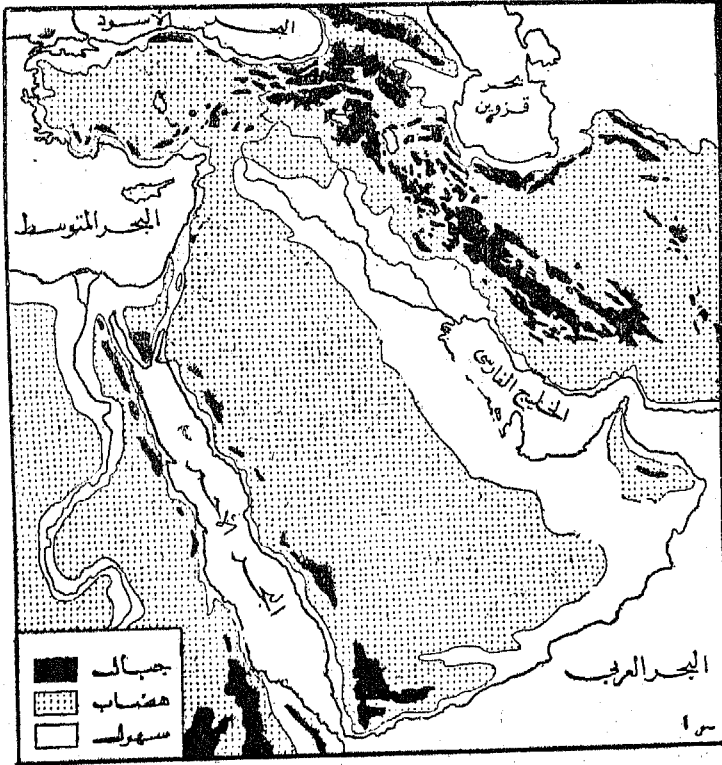 البحر الأسود
بحر
قزوين
البحر المتوسط
الخليج الفارسي
البحر الأحمر
البحر العربي
جبال
هضاب
سهول